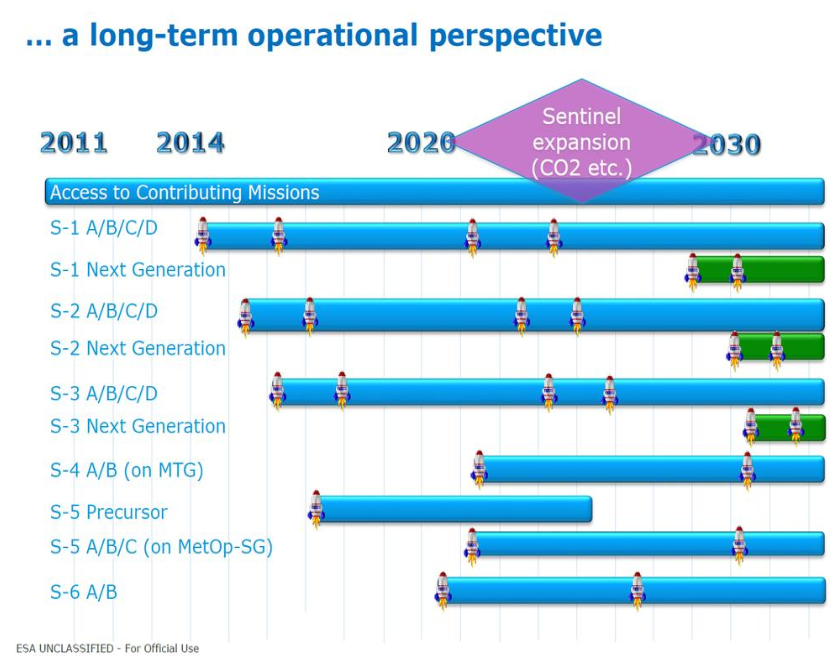 ... a long-term operational perspective
2011 2014 2020 2030
Sentinel
expansion
(CO2 etc.)
Access to Contributing Missions
S-1 A/B/C/D
S-1 Next Generation
S-2 A/B/C/D
S-2 Next Generation
S-3 A/B/C/D
S-3 Next Generation
S-4 A/B (on MTG)
S-5 Precursor
S-5 A/B/C (on MetOp-SG)
S-6 A/B
ESA UNCLASSIFIED - For Official Use